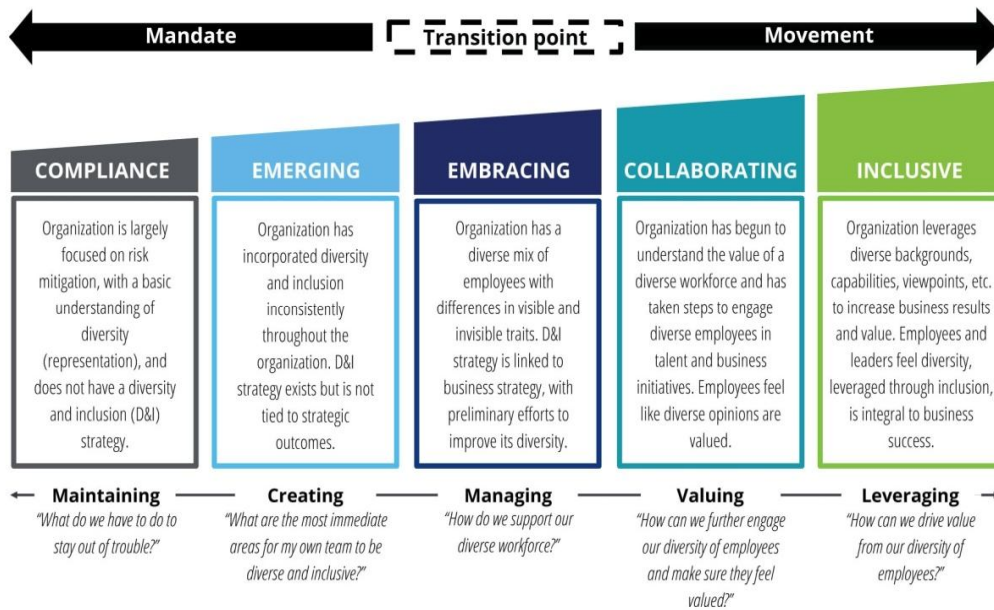 Mandate
Transition point
Movement
COMPLIANCE
Organization is largely
focused on risk
mitigation, with a basic
understanding of
diversity
(representation), and
does not have a diversity
and inclusion (D&I)
strategy.
EMERGING
Organization has
incorporated diversity
and inclusion
inconsistently
throughout the
organization. D&I
strategy exists but is not
tied to strategic
outcomes.
EMBRACING
Organization has a
diverse mix of
employees with
differences in visible and
invisible traits. D&I
strategy is linked to
business strategy, with
preliminary efforts to
improve its diversity.
COLLABORATING
Organization has begun to
understand the value of a
diverse workforce and has
taken steps to engage
diverse employees in
talent and business
initiatives. Employees feel
like diverse opinions are
valued.
INCLUSIVE
Organization leverages
diverse backgrounds,
capabilities, viewpoints, etc.
to increase business results
and value. Employees and
leaders feel diversity,
leveraged through inclusion,
is integral to business
success.
Maintaining
"What do we have to do to
stay out of trouble?"
Creating
"What are the most immediate
areas for my own team to be
diverse and inclusive?"
Managing
"How do we support our
diverse workforce?"
Valuing
"How can we further engage
our diversity of employees
and make sure they feel
valued?"
Leveraging
"How can we drive value
from our diversity of
employees?"